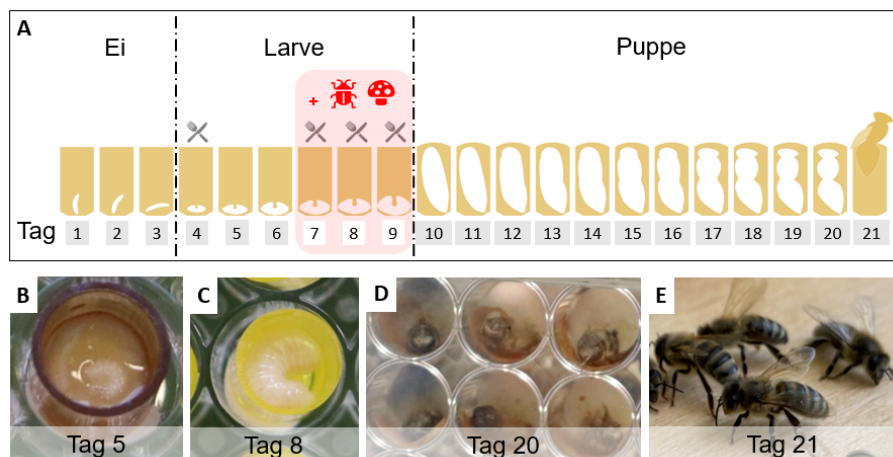 A
Ei Larve Puppe
+
Tag 1 2 3 4 5 6 7 8 9 10 11 12 13 14 15 16 17 18 19 20 21
B C D E
Tag 5 Tag 8 Tag 20 Tag 21